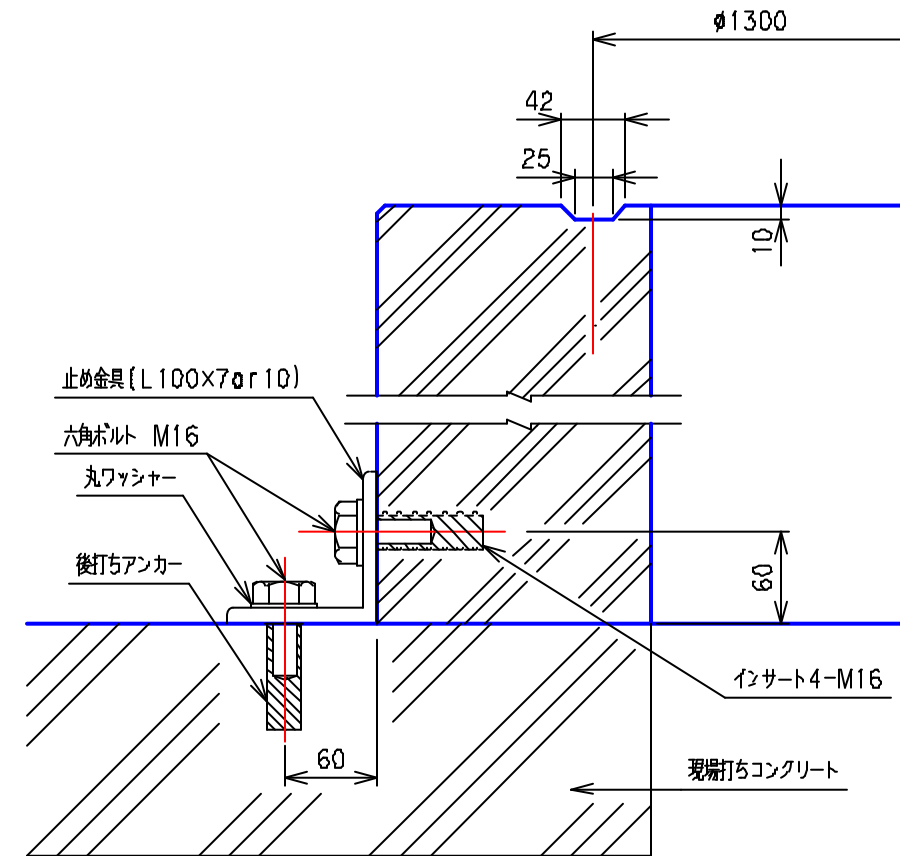 φ1300
42
25
10
止め金具(L100×7or10)
六角ボルト M16
丸ワッシャー
後打ちアンカー
60
インサート4-M16
60
現場打ちコンクリート